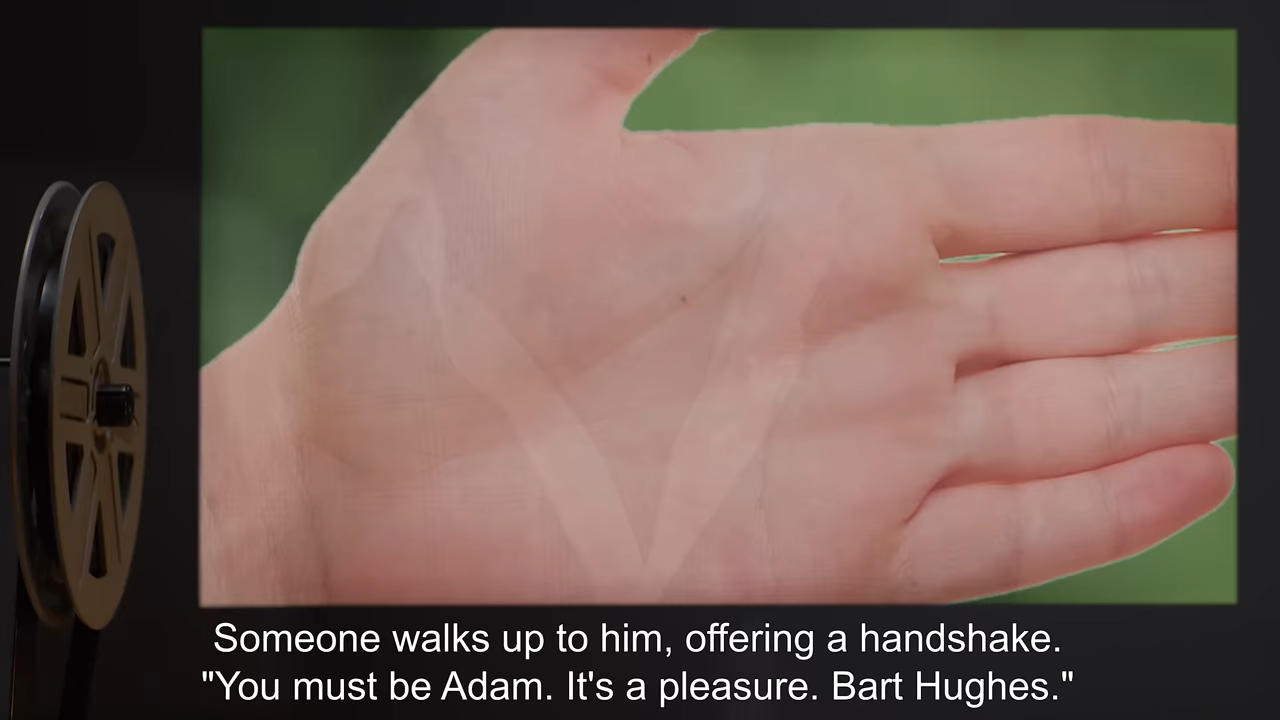 Someone walks up to him, offering a handshake.
"You must be Adam. It's a pleasure. Bart Hughes."